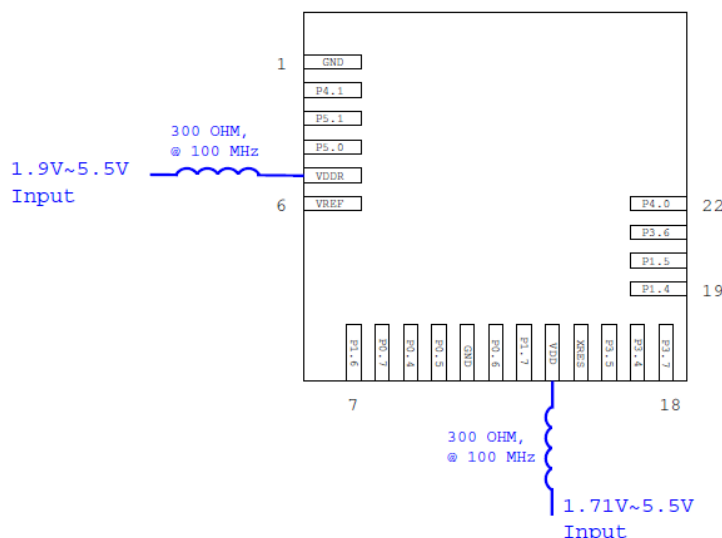 1
GND
P4.1
P5.1
P5.0
VDDR
6
VREF
300 OHM,
@ 100 MHz
1.9V~5.5V
Input
P4.0
22
P3.6
P1.5
P1.4
19
P1.6
P0.7
P0.4
P0.5
GND
P0.6
P1.7
VDD
XRES
P3.5
P3.4
P3.7
7
18
300 OHM,
@ 100 MHz
1.71V~5.5V
Input